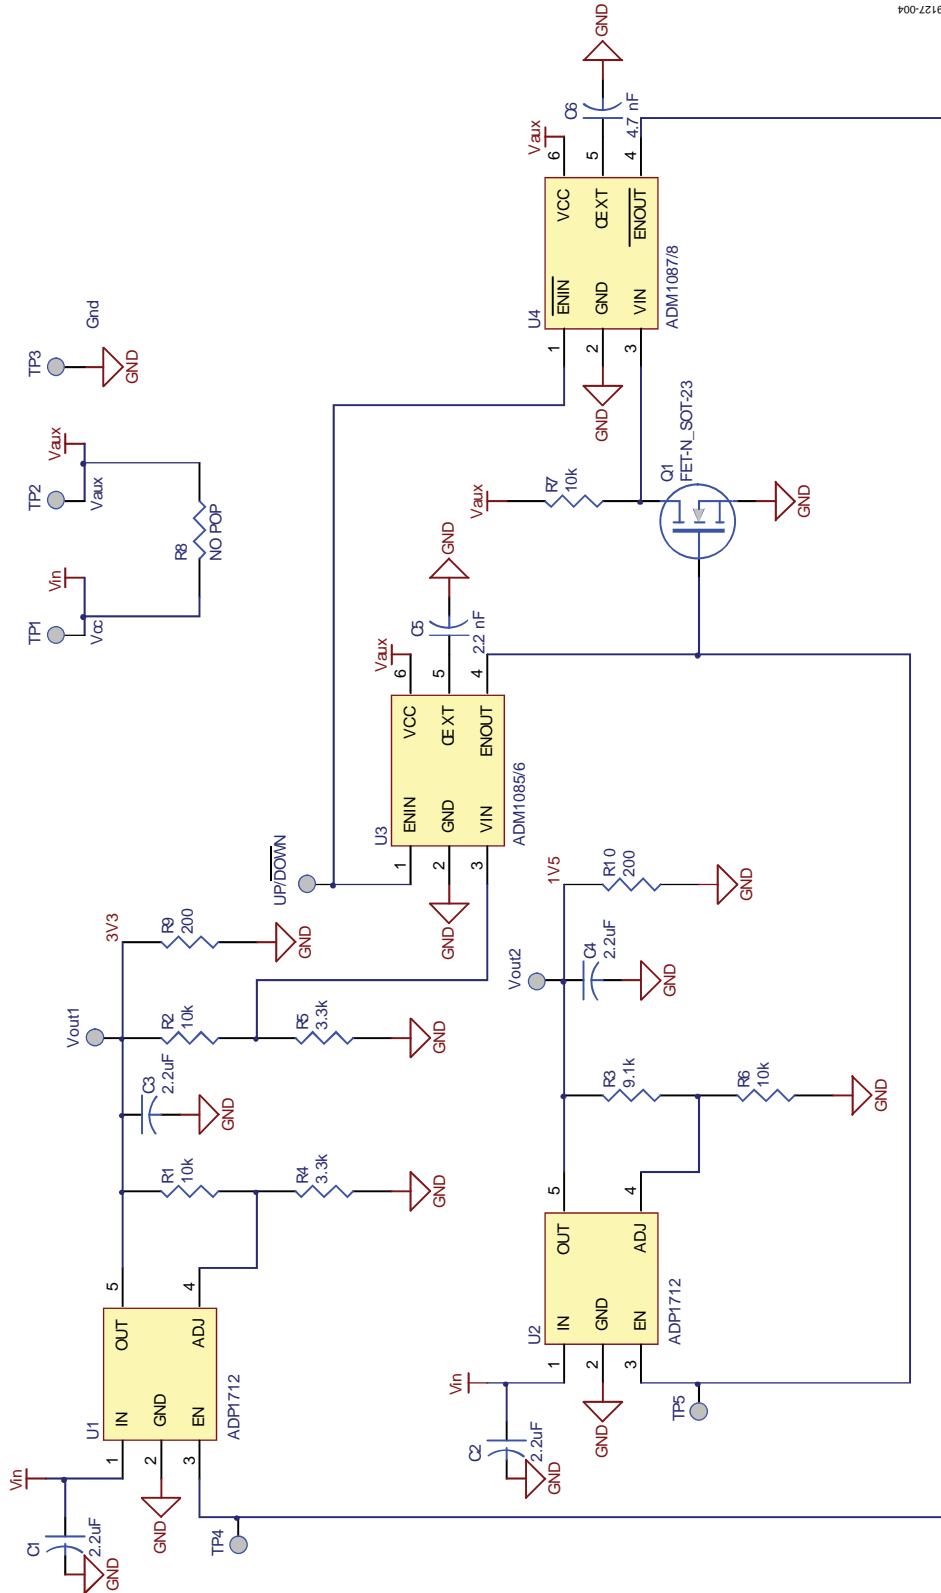 09127-004
GND
C6
4.7 nF
Vaux
6
5
4
VCC
CEXT
ENOUT
ENIN
GND
VIN
U4
ADM1087/8
1
2
3
GND
TP3
Gnd
GND
TP2
Vaux
Vaux
R8
NO POP
TP1
Vin
Vcc
Q1
FET-N_SOT-23
Vaux
R7
10k
GND
GND
C5
2.2 nF
Vaux
6
5
4
VCC
CEXT
ENOUT
ENIN
GND
VIN
U3
ADM1085/6
1
2
3
GND
UP/DOWN
3V3
R9
200
GND
Vout1
R2
10k
R5
3.3k
GND
C3
2.2uF
GND
R1
10k
R4
3.3k
GND
5
4
OUT
ADJ
IN
GND
EN
U1
ADP1712
1
2
3
GND
Vin
C1
2.2uF
GND
TP4
1V5
R10
200
GND
Vout2
C4
2.2uF
GND
R3
9.1k
R6
10k
GND
5
4
OUT
ADJ
IN
GND
EN
U2
ADP1712
1
2
3
GND
Vin
C2
2.2uF
GND
TP5